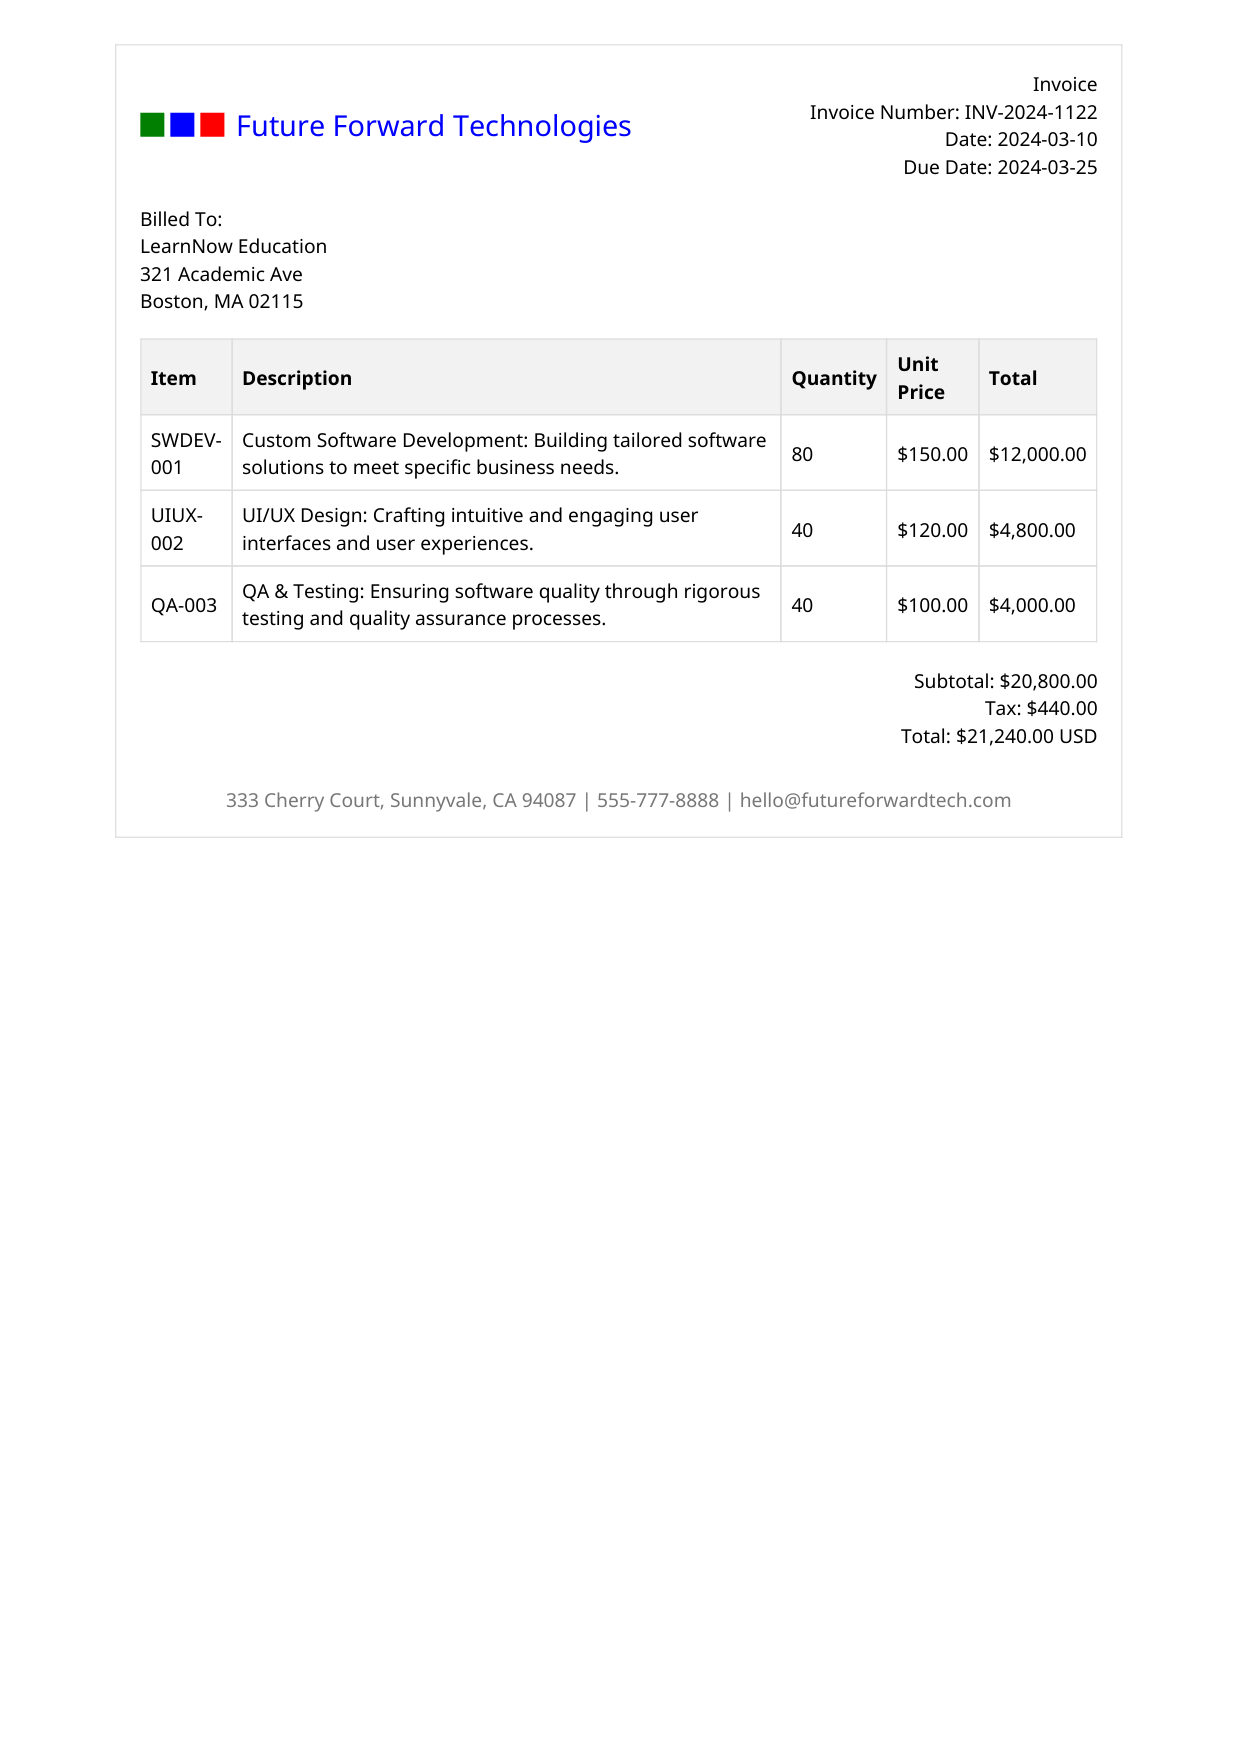 Future Forward Technologies
Invoice
Invoice Number: INV-2024-1122
Date: 2024-03-10
Due Date: 2024-03-25
Billed To:
LearnNow Education
321 Academic Ave
Boston, MA 02115
Item Description Quantity Unit Price Total
SWDEV-001 Custom Software Development: Building tailored software solutions to meet specific business needs. 80 $150.00 $12,000.00
UIUX-002 UI/UX Design: Crafting intuitive and engaging user interfaces and user experiences. 40 $120.00 $4,800.00
QA-003 QA & Testing: Ensuring software quality through rigorous testing and quality assurance processes. 40 $100.00 $4,000.00
Subtotal: $20,800.00
Tax: $440.00
Total: $21,240.00 USD
333 Cherry Court, Sunnyvale, CA 94087 | 555-777-8888 | hello@futureforwardtech.com